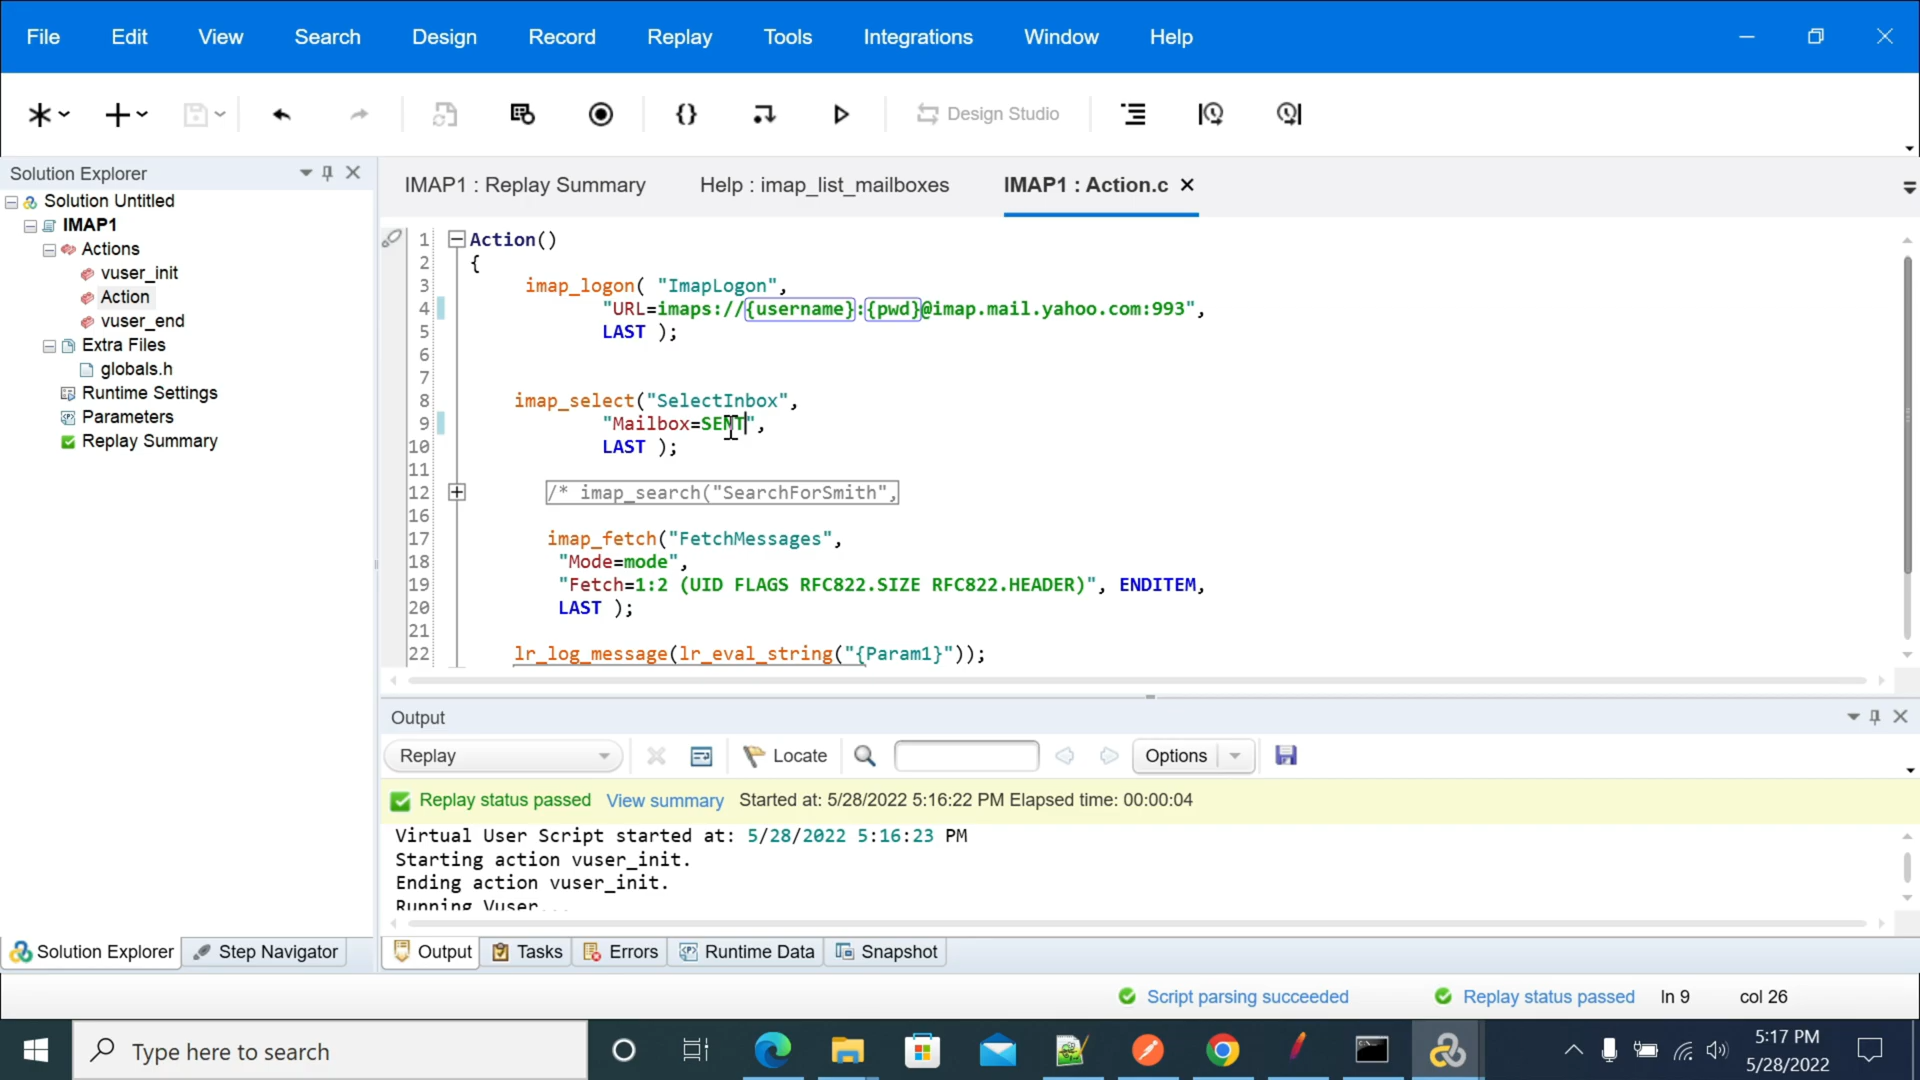 File Edit View Search Design Record Replay Tools Integrations Window Help
Design Studio
Solution Explorer
Solution Untitled
IMAP1
Actions
vuser_init
Action
vuser_end
Extra Files
globals.h
Runtime Settings
Parameters
Replay Summary
IMAP1 : Replay Summary Help : imap_list_mailboxes IMAP1 : Action.c
1 Action()
2 {
3 imap_logon( "ImapLogon",
4 "URL=imaps://{username}:{pwd}@imap.mail.yahoo.com:993",
5 LAST );
6
7
8 imap_select("SelectInbox",
9 "Mailbox=SENT",
10 LAST );
11
12 /* imap_search("SearchForSmith",
16
17 imap_fetch("FetchMessages",
18 "Mode=mode",
19 "Fetch=1:2 (UID FLAGS RFC822.SIZE RFC822.HEADER)", ENDITEM,
20 LAST );
21
22 lr_log_message(lr_eval_string("{Param1}"));
Output
Replay Locate Options
Replay status passed View summary Started at: 5/28/2022 5:16:22 PM Elapsed time: 00:00:04
Virtual User Script started at: 5/28/2022 5:16:23 PM
Starting action vuser_init.
Ending action vuser_init.
Running Vuser...
Solution Explorer Step Navigator Output Tasks Errors Runtime Data Snapshot
Script parsing succeeded Replay status passed ln 9 col 26
Type here to search
5:17 PM
5/28/2022